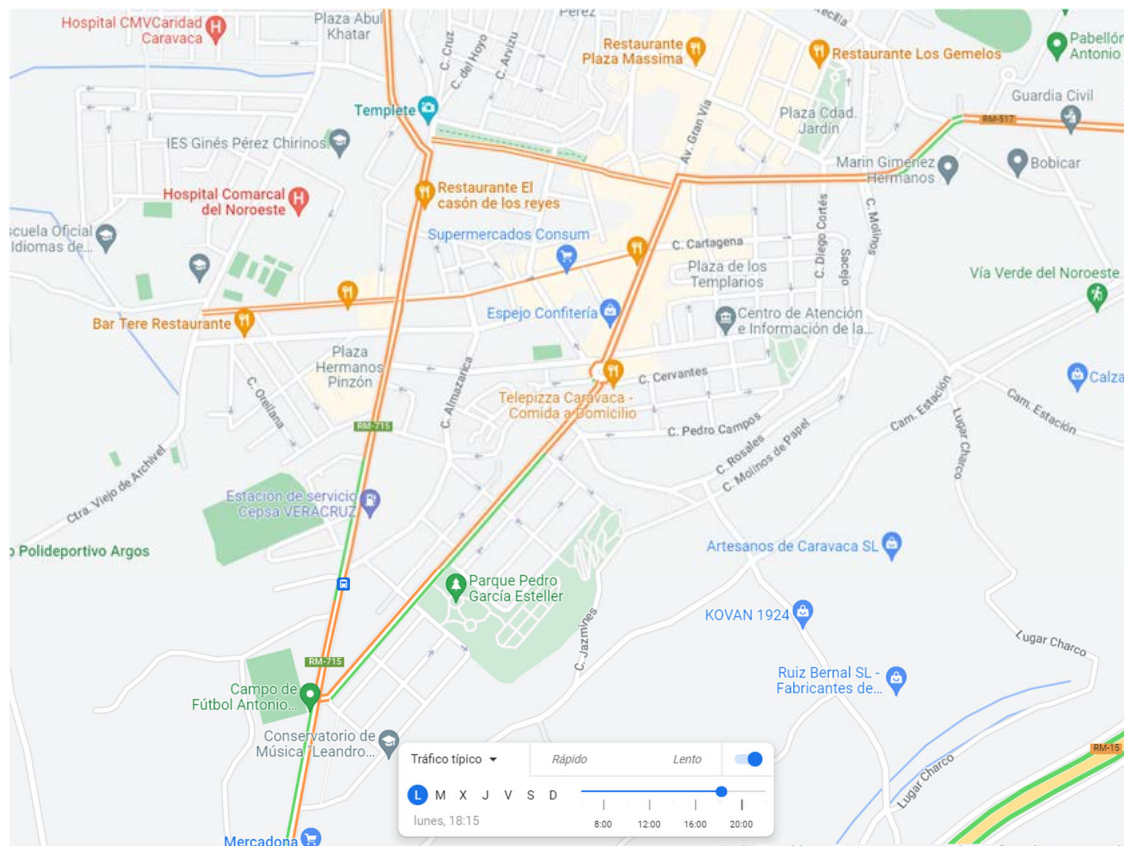 Hospital CMVCaridad
Caravaca
Plaza Abul
Khatar
C. Cruz
C. del Hoyo
C. Arvizu
Perez
Restaurante
Plaza Massima
Restaurante Los Gemelos
Pabellón
Antonio
Guardia Civil
Templete
Av. Gran Vía
Plaza Cdad.
Jardín
RM-517
IES Ginés Pérez Chirinos
Marin Gimenez
Hermanos
Bobicar
Hospital Comarcal
del Noroeste
Restaurante El
casón de los reyes
scuela Oficial
Idiomas de...
Supermercados Consum
C. Cartagena
C. Diego Cortés
C. Molinos
Sacejo
Plaza de los
Templarios
Vía Verde del Noroeste
Bar Tere Restaurante
Espejo Confitería
Centro de Atención
e Información de la...
Plaza
Hermanos
Pinzón
C. Orellana
C. Almazarica
C. Cervantes
Calza
Telepizza Caravaca -
Comida a Domicilio
RM-715
C. Pedro Campos
Cam. Estación
Cam. Estación
Lugar Charco
C. Rosales
C. Molinos de Papel
Ctra. Viejo de Archivel
Estación de servicio
Cepsa VERACRUZ
o Polideportivo Argos
Artesanos de Caravaca SL
Parque Pedro
García Esteller
KOVAN 1924
C. Jazmines
Lugar Charco
RM-715
Campo de
Fútbol Antonio...
Ruiz Bernal SL -
Fabricantes de...
Conservatorio de
Música "Leandro...
RM-15
Lugar Charco
Tráfico típico
Rápido
Lento
L M X J V S D
lunes, 18:15
8:00 12:00 16:00 20:00
Mercadona